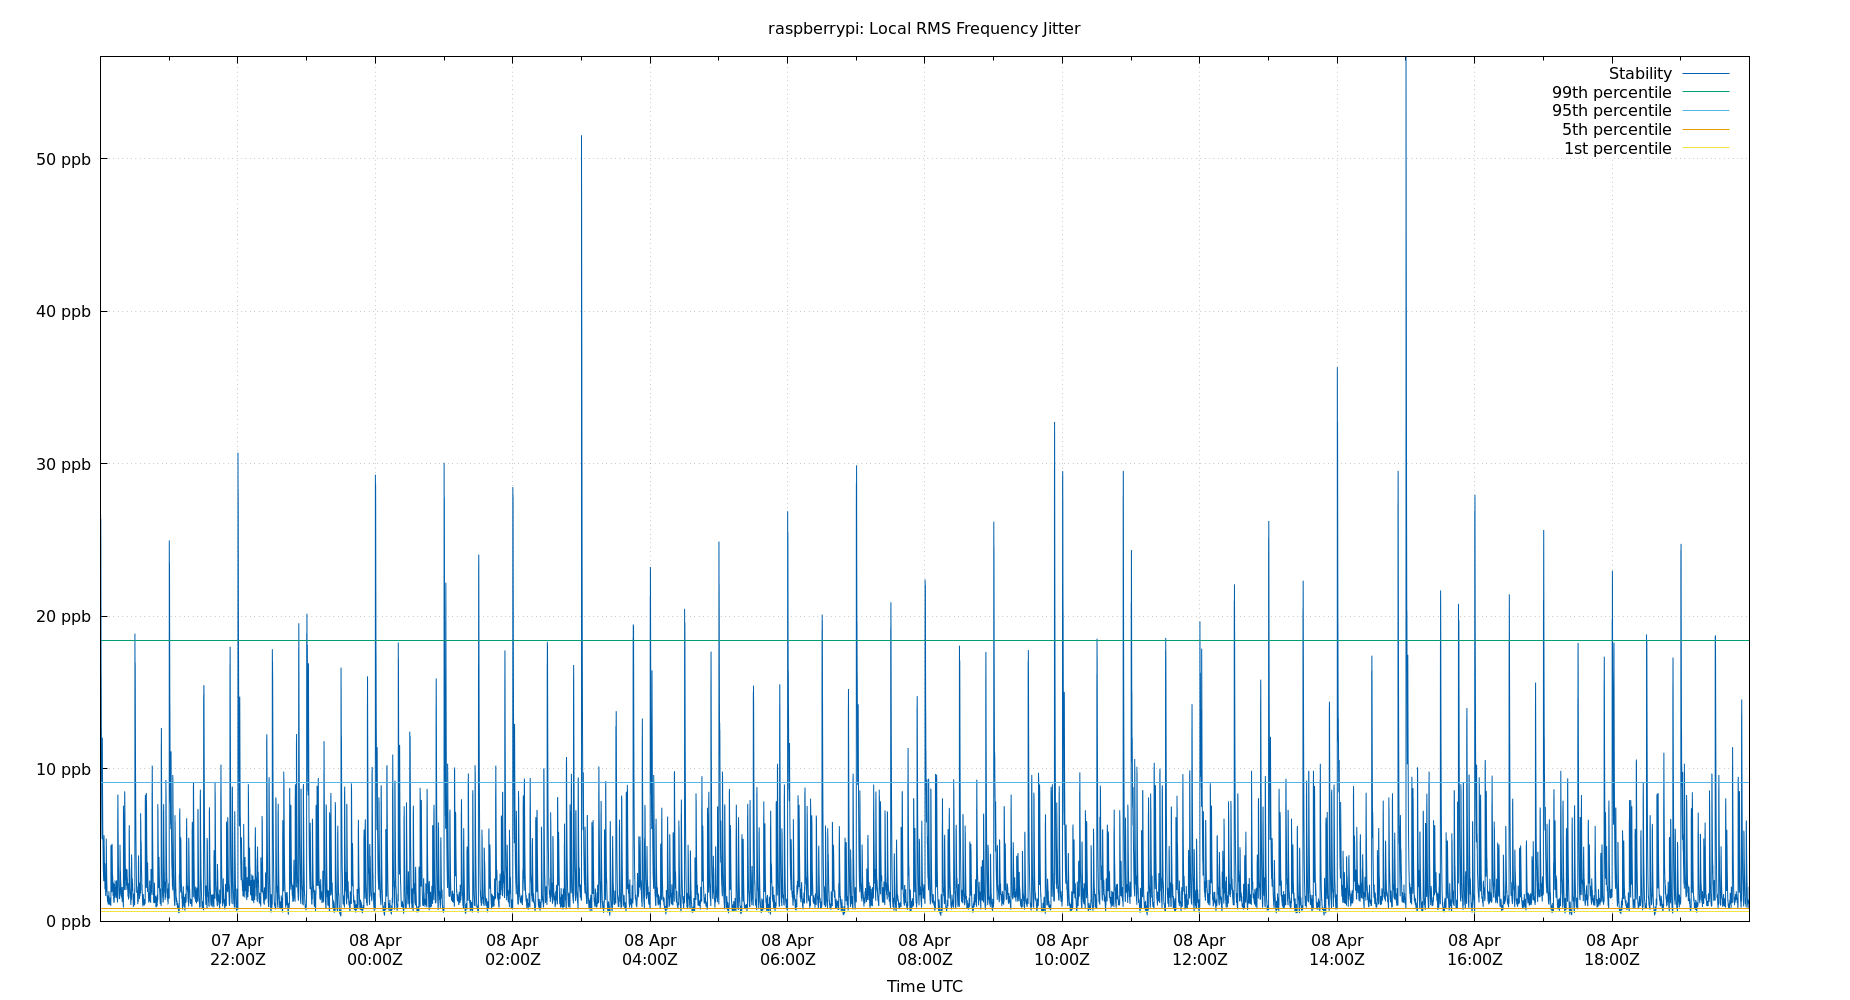 raspberrypi: Local RMS Frequency Jitter
Stability
99th percentile
95th percentile
5th percentile
1st percentile
50 ppb
40 ppb
30 ppb
20 ppb
10 ppb
0 ppb
07 Apr 08 Apr 08 Apr 08 Apr 08 Apr 08 Apr 08 Apr 08 Apr 08 Apr 08 Apr 08 Apr
22:00Z 00:00Z 02:00Z 04:00Z 06:00Z 08:00Z 10:00Z 12:00Z 14:00Z 16:00Z 18:00Z
Time UTC